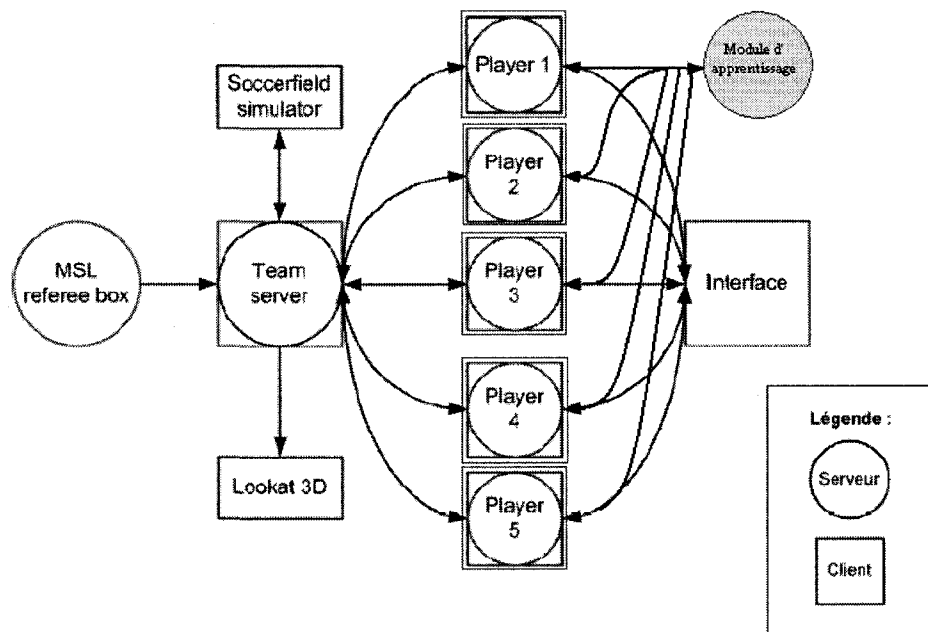 Player 1
Module d'
apprentissage
Soccerfield
simulator
Player
2
MSL
referee box
Team
server
Player
3
Interface
Player
4
Lookat 3D
Player
5
Légende :
Serveur
Client